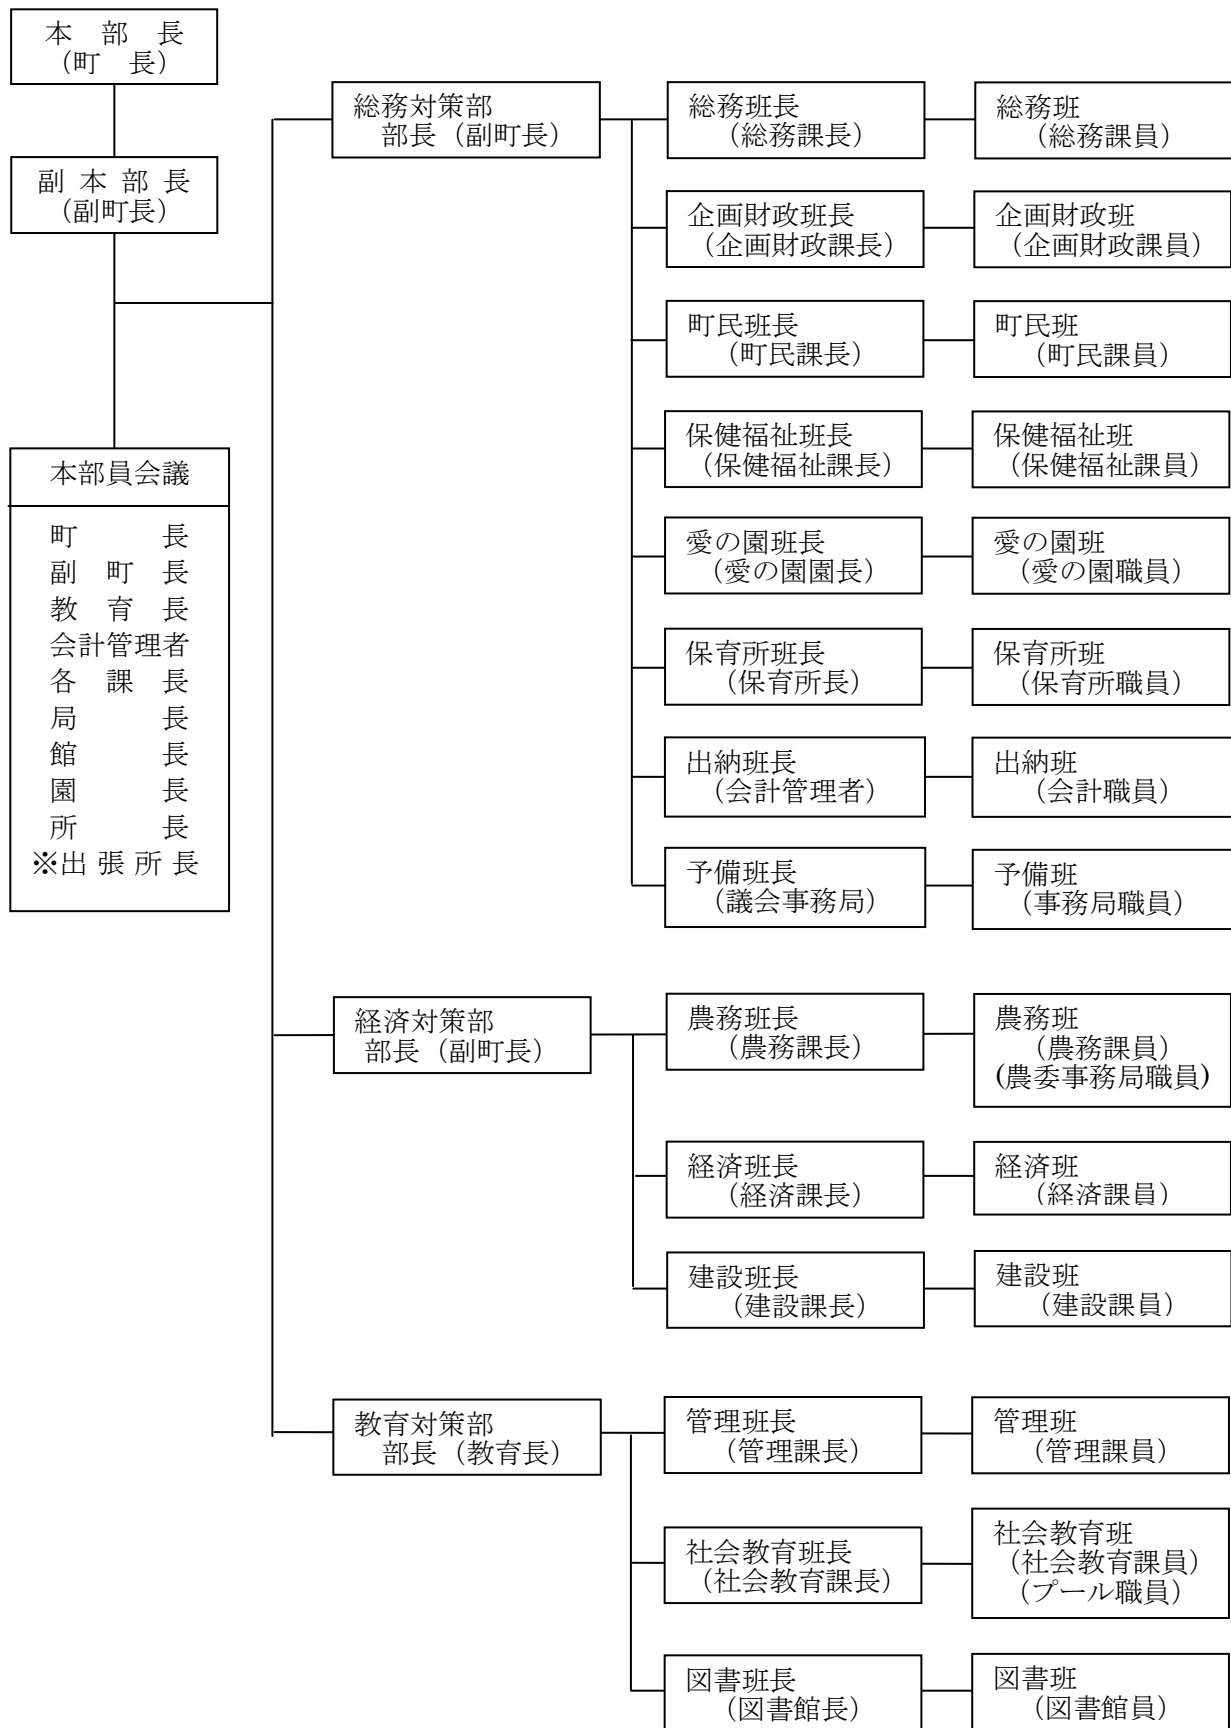 本　部　長
（町　長）
副 本 部 長
（副町長）
本部員会議
町　　　長
副　町　長
教　育　長
会計管理者
各　課　長
局　　　長
館　　　長
園　　　長
所　　　長
※出 張 所 長
総務対策部
部長（副町長）
総務班長
（総務課長）
総務班
（総務課員）
企画財政班長
（企画財政課長）
企画財政班
（企画財政課員）
町民班長
（町民課長）
町民班
（町民課員）
保健福祉班長
（保健福祉課長）
保健福祉班
（保健福祉課員）
愛の園班長
（愛の園園長）
愛の園班
（愛の園職員）
保育所班長
（保育所長）
保育所班
（保育所職員）
出納班長
（会計管理者）
出納班
（会計職員）
予備班長
（議会事務局）
予備班
（事務局職員）
経済対策部
部長（副町長）
農務班長
（農務課長）
農務班
（農務課員）
(農委事務局職員)
経済班長
（経済課長）
経済班
（経済課員）
建設班長
（建設課長）
建設班
（建設課員）
教育対策部
部長（教育長）
管理班長
（管理課長）
管理班
（管理課員）
社会教育班長
（社会教育課長）
社会教育班
（社会教育課員）
（プール職員）
図書班長
（図書館長）
図書班
（図書館員）